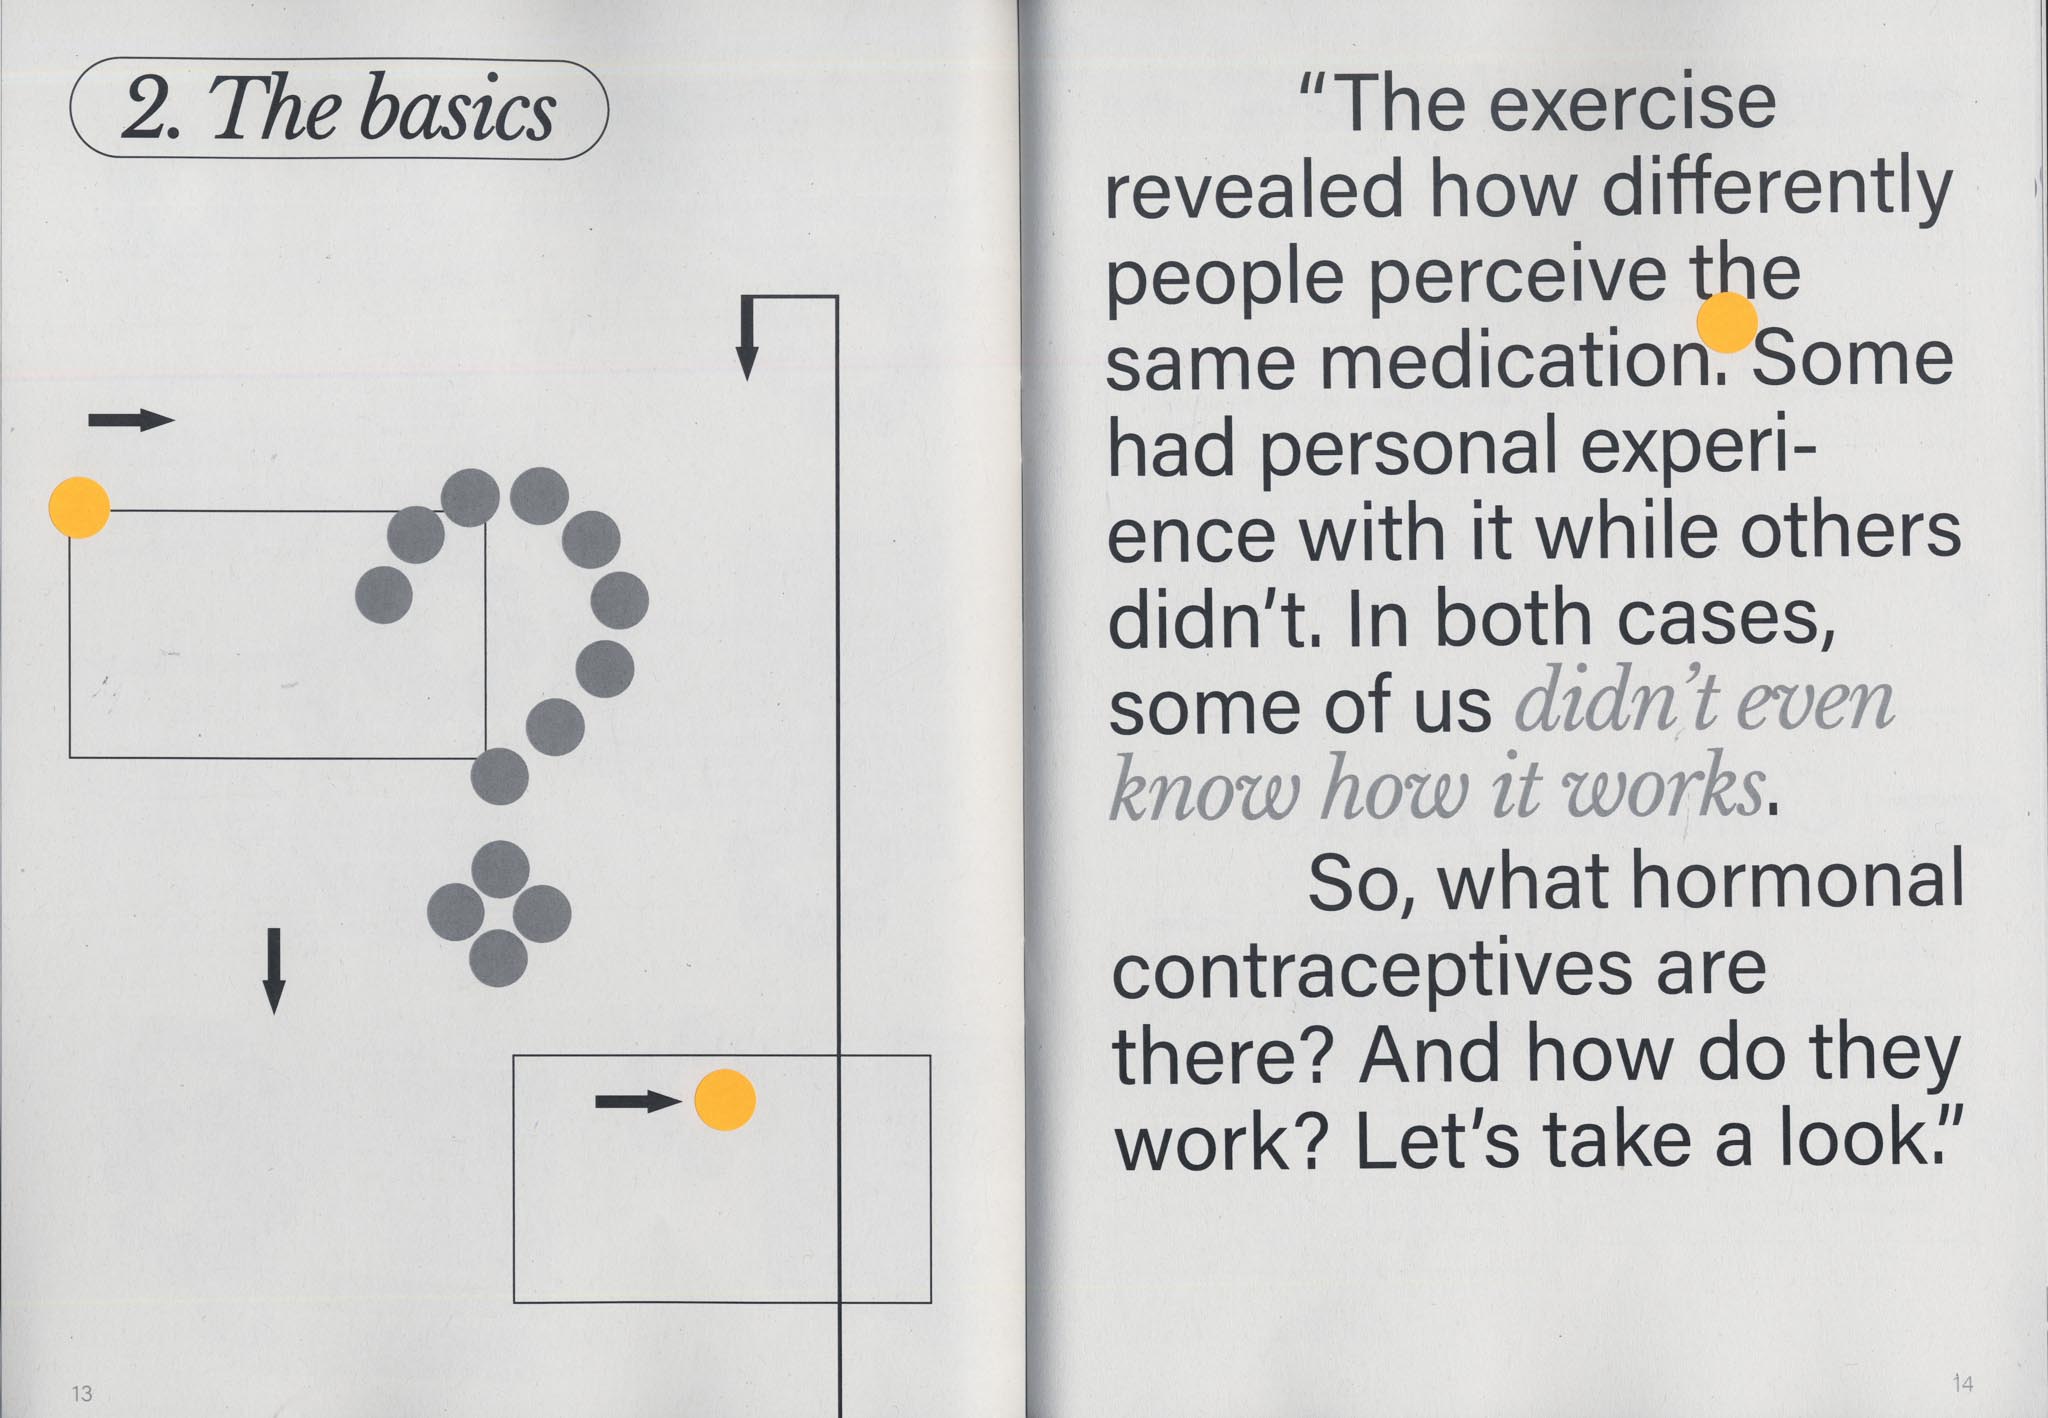 2. The basics
13
“The exercise
revealed how differently
people perceive the
same medication. Some
had personal experi-
ence with it while others
didn’t. In both cases,
some of us didn’t even
know how it works.
So, what hormonal
contraceptives are
there? And how do they
work? Let’s take a look.”
14